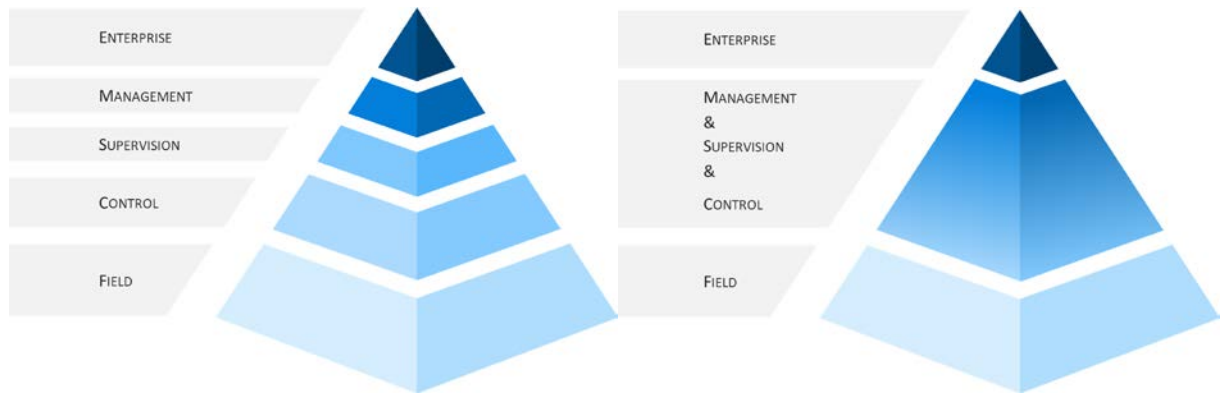 Enterprise
Management
Supervision
Control
Field
Enterprise
Management
&
Supervision
&
Control
Field